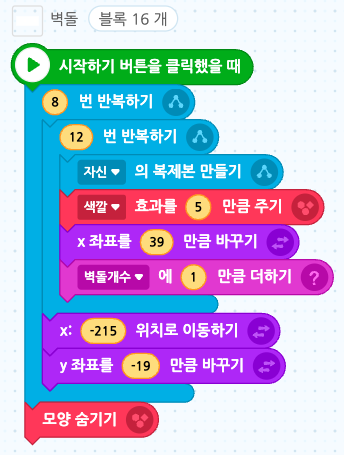 벽돌 블록 16 개
시작하기 버튼을 클릭했을 때
8 번 반복하기
12 번 반복하기
자신 의 복제본 만들기
색깔 효과를 5 만큼 주기
x 좌표를 39 만큼 바꾸기
벽돌개수 에 1 만큼 더하기 ?
x: -215 위치로 이동하기
y 좌표를 -19 만큼 바꾸기
모양 숨기기